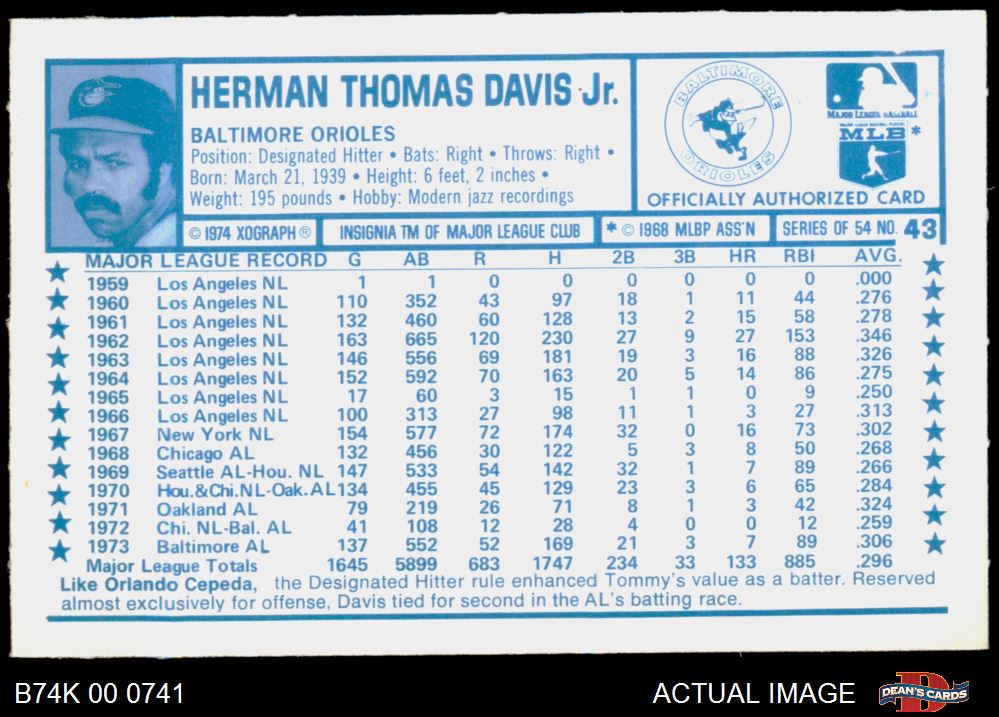 HERMAN THOMAS DAVIS Jr.
BALTIMORE ORIOLES
Position: Designated Hitter • Bats: Right • Throws: Right •
Born: March 21, 1939 • Height: 6 feet, 2 inches •
Weight: 195 pounds • Hobby: Modern jazz recordings
BALTIMORE
ORIOLES
MAJOR LEAGUE BASEBALL
MAJOR LEAGUE BASEBALL PLAYERS
MLB*
OFFICIALLY AUTHORIZED CARD
© 1974 XOGRAPH ® INSIGNIA TM OF MAJOR LEAGUE CLUB * © 1968 MLBP ASS'N SERIES OF 54 NO. 43
MAJOR LEAGUE RECORD G AB R H 2B 3B HR RBI AVG.
1959 Los Angeles NL 1 1 0 0 0 0 0 0 .000
1960 Los Angeles NL 110 352 43 97 18 1 11 44 .276
1961 Los Angeles NL 132 460 60 128 13 2 15 58 .278
1962 Los Angeles NL 163 665 120 230 27 9 27 153 .346
1963 Los Angeles NL 146 556 69 181 19 3 16 88 .326
1964 Los Angeles NL 152 592 70 163 20 5 14 86 .275
1965 Los Angeles NL 17 60 3 15 1 1 0 9 .250
1966 Los Angeles NL 100 313 27 98 11 1 3 27 .313
1967 New York NL 154 577 72 174 32 0 16 73 .302
1968 Chicago AL 132 456 30 122 5 3 8 50 .268
1969 Seattle AL-Hou. NL 147 533 54 142 32 1 7 89 .266
1970 Hou.&Chi.NL-Oak.AL 134 455 45 129 23 3 6 65 .284
1971 Oakland AL 79 219 26 71 8 1 3 42 .324
1972 Chi. NL-Bal. AL 41 108 12 28 4 0 0 12 .259
1973 Baltimore AL 137 552 52 169 21 3 7 89 .306
Major League Totals 1645 5899 683 1747 234 33 133 885 .296
Like Orlando Cepeda, the Designated Hitter rule enhanced Tommy's value as a batter. Reserved
almost exclusively for offense, Davis tied for second in the AL's batting race.
B74K 00 0741 ACTUAL IMAGE DEAN'S CARDS